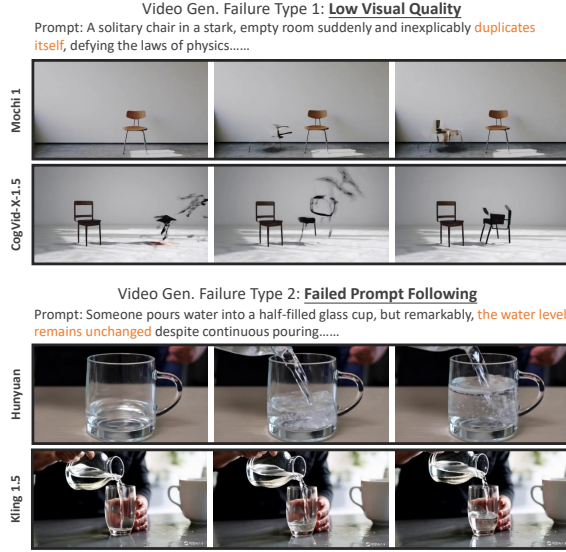 Video Gen. Failure Type 1: Low Visual Quality
Prompt: A solitary chair in a stark, empty room suddenly and inexplicably duplicates
itself, defying the laws of physics……
Mochi 1
CogVid-X-1.5
Video Gen. Failure Type 2: Failed Prompt Following
Prompt: Someone pours water into a half-filled glass cup, but remarkably, the water level
remains unchanged despite continuous pouring……
Hunyuan
Kling 1.5